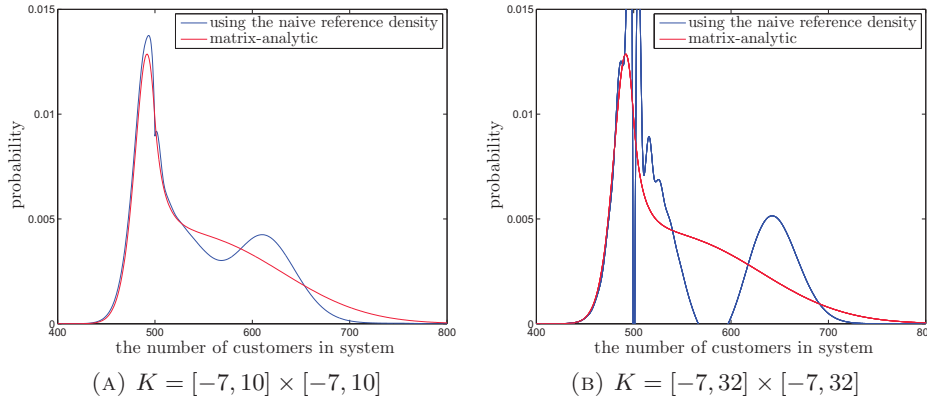 0.015
using the naive reference density
matrix-analytic
0.01
0.005
0
400
500
600
700
800
probability
the number of customers in system
(A) K = [−7, 10] × [−7, 10]
0.015
using the naive reference density
matrix-analytic
0.01
0.005
0
400
500
600
700
800
probability
the number of customers in system
(B) K = [−7, 32] × [−7, 32]